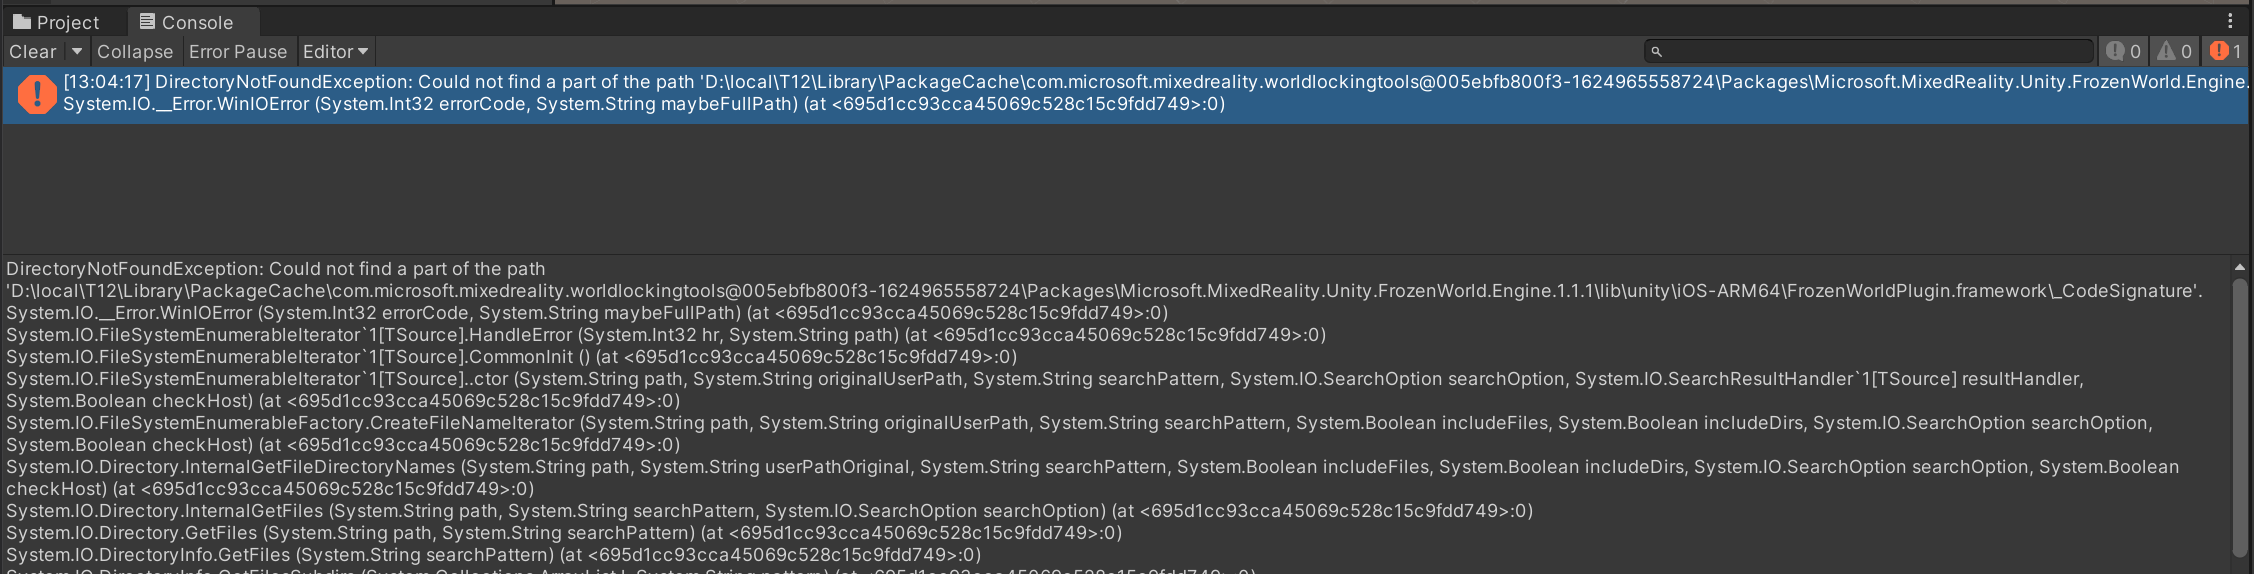 Project Console
Clear Collapse Error Pause Editor 0 0 1
[13:04:17] DirectoryNotFoundException: Could not find a part of the path 'D:\local\T12\Library\PackageCache\com.microsoft.mixedreality.worldlockingtools@005ebfb800f3-1624965558724\Packages\Microsoft.MixedReality.Unity.FrozenWorld.Engine.
System.IO.__Error.WinIOError (System.Int32 errorCode, System.String maybeFullPath) (at <695d1cc93cca45069c528c15c9fdd749>:0)
DirectoryNotFoundException: Could not find a part of the path
'D:\local\T12\Library\PackageCache\com.microsoft.mixedreality.worldlockingtools@005ebfb800f3-1624965558724\Packages\Microsoft.MixedReality.Unity.FrozenWorld.Engine.1.1.1\lib\unity\iOS-ARM64\FrozenWorldPlugin.framework\_CodeSignature'.
System.IO.__Error.WinIOError (System.Int32 errorCode, System.String maybeFullPath) (at <695d1cc93cca45069c528c15c9fdd749>:0)
System.IO.FileSystemEnumerableIterator`1[TSource].HandleError (System.Int32 hr, System.String path) (at <695d1cc93cca45069c528c15c9fdd749>:0)
System.IO.FileSystemEnumerableIterator`1[TSource].CommonInit () (at <695d1cc93cca45069c528c15c9fdd749>:0)
System.IO.FileSystemEnumerableIterator`1[TSource]..ctor (System.String path, System.String originalUserPath, System.String searchPattern, System.IO.SearchOption searchOption, System.IO.SearchResultHandler`1[TSource] resultHandler,
System.Boolean checkHost) (at <695d1cc93cca45069c528c15c9fdd749>:0)
System.IO.FileSystemEnumerableFactory.CreateFileNameIterator (System.String path, System.String originalUserPath, System.String searchPattern, System.Boolean includeFiles, System.Boolean includeDirs, System.IO.SearchOption searchOption,
System.Boolean checkHost) (at <695d1cc93cca45069c528c15c9fdd749>:0)
System.IO.Directory.InternalGetFileDirectoryNames (System.String path, System.String userPathOriginal, System.String searchPattern, System.Boolean includeFiles, System.Boolean includeDirs, System.IO.SearchOption searchOption, System.Boolean
checkHost) (at <695d1cc93cca45069c528c15c9fdd749>:0)
System.IO.Directory.InternalGetFiles (System.String path, System.String searchPattern, System.IO.SearchOption searchOption) (at <695d1cc93cca45069c528c15c9fdd749>:0)
System.IO.Directory.GetFiles (System.String path, System.String searchPattern) (at <695d1cc93cca45069c528c15c9fdd749>:0)
System.IO.DirectoryInfo.GetFiles (System.String searchPattern) (at <695d1cc93cca45069c528c15c9fdd749>:0)